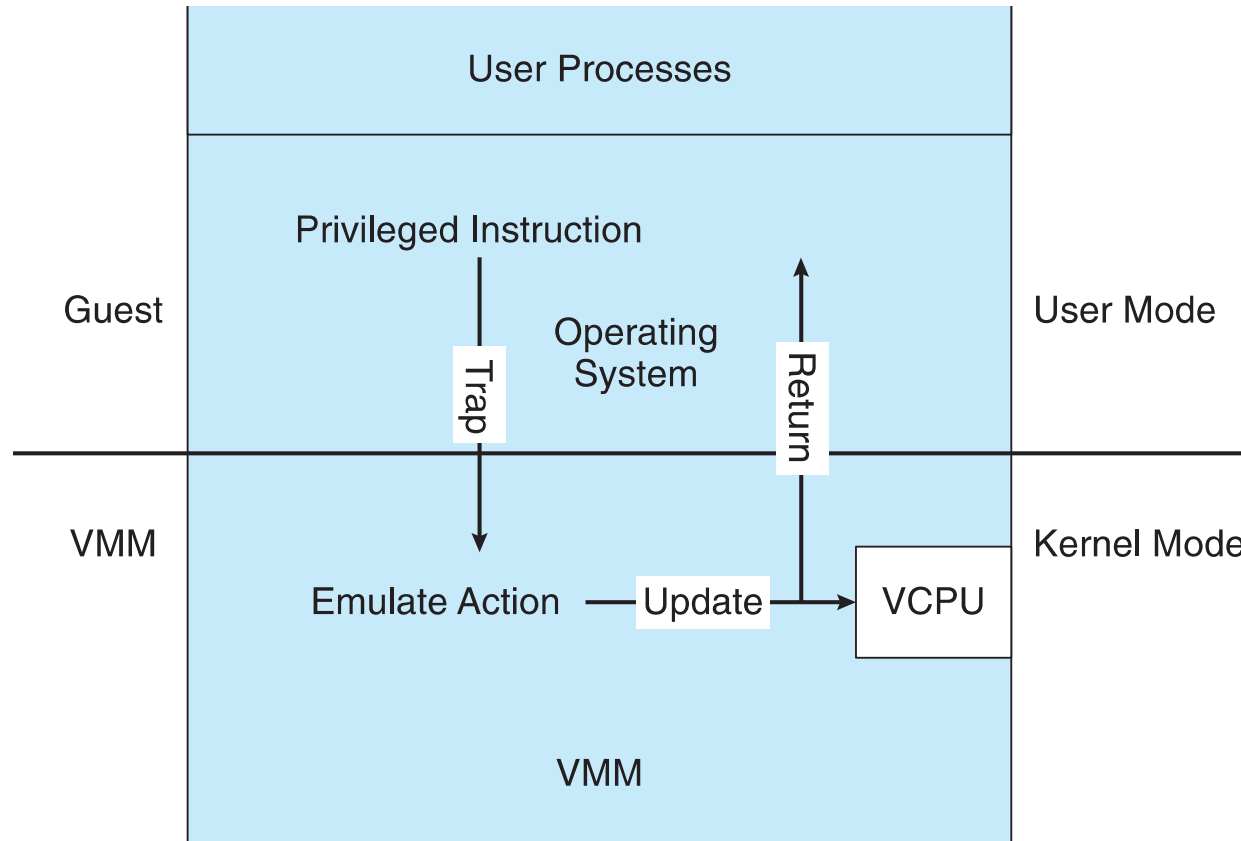 User Processes
Privileged Instruction
Guest
Operating
System
User Mode
Trap
Return
VMM
Kernel Mode
Emulate Action
Update
VCPU
VMM